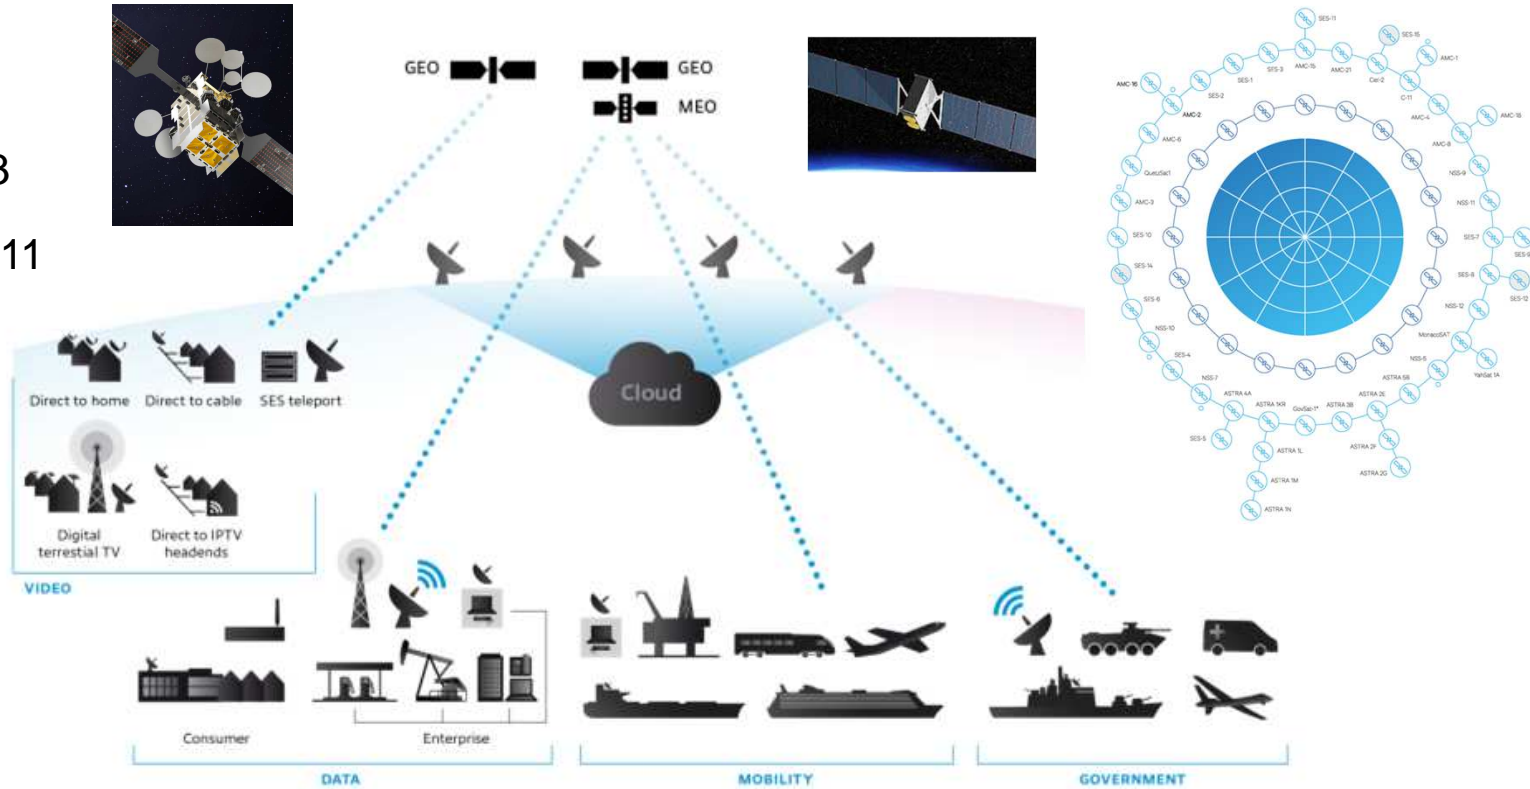 8
11
GEO
GEO
MEO
Cloud
Direct to home
Direct to cable
SES teleport
Digital
terrestial TV
Direct to IPTV
headends
VIDEO
Consumer
Enterprise
DATA
MOBILITY
GOVERNMENT
SES-11
SES-15
AMC-1
AMC-15
AMC-21
Ciel-2
C-11
AMC-4
AMC-18
AMC-8
NSS-9
NSS-11
SES-7
SES-9
SES-8
SES-12
NSS-12
MonacoSAT
YahSat 1A
NSS-6
ASTRA 5B
ASTRA 2E
ASTRA 2F
ASTRA 2G
ASTRA 3B
GovSat-1*
ASTRA 1KR
ASTRA 1L
ASTRA 1M
ASTRA 1N
ASTRA 4A
SES-5
NSS-7
SES-4
NSS-10
SES-6
SES-14
SES-10
AMC-3
QuetzSat1
AMC-6
AMC-2
AMC-16
SES-2
SES-1
SES-3